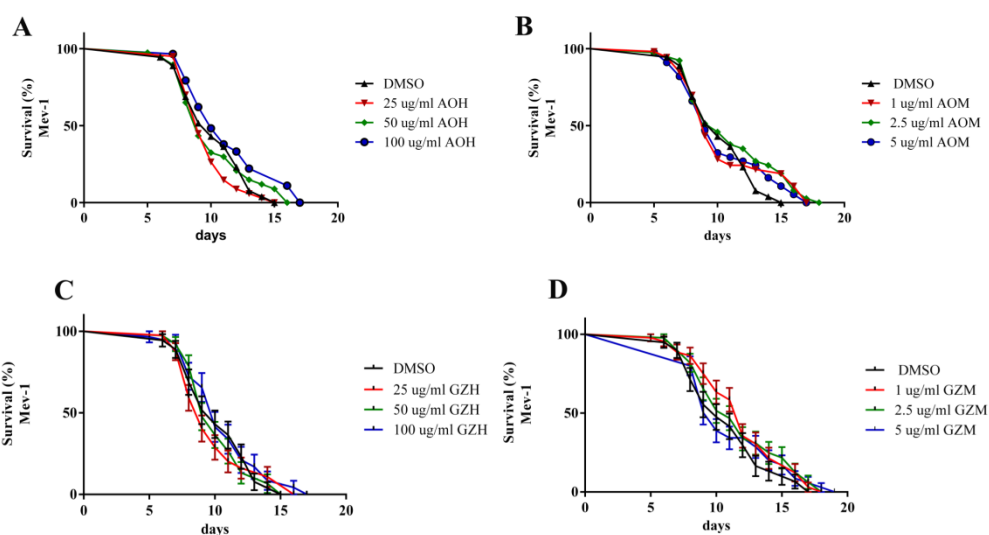 A
100
50
0
0
5
10
15
20
Survival (%)
Mev-1
days
DMSO
25 ug/ml AOH
50 ug/ml AOH
100 ug/ml AOH
B
100
50
0
0
5
10
15
20
Survival (%)
Mev-1
days
DMSO
1 ug/ml AOM
2.5 ug/ml AOM
5 ug/ml AOM
C
100
50
0
0
5
10
15
20
Survival (%)
Mev-1
days
DMSO
25 ug/ml GZH
50 ug/ml GZH
100 ug/ml GZH
D
100
50
0
0
5
10
15
20
Survival (%)
Mev-1
days
DMSO
1 ug/ml GZM
2.5 ug/ml GZM
5 ug/ml GZM